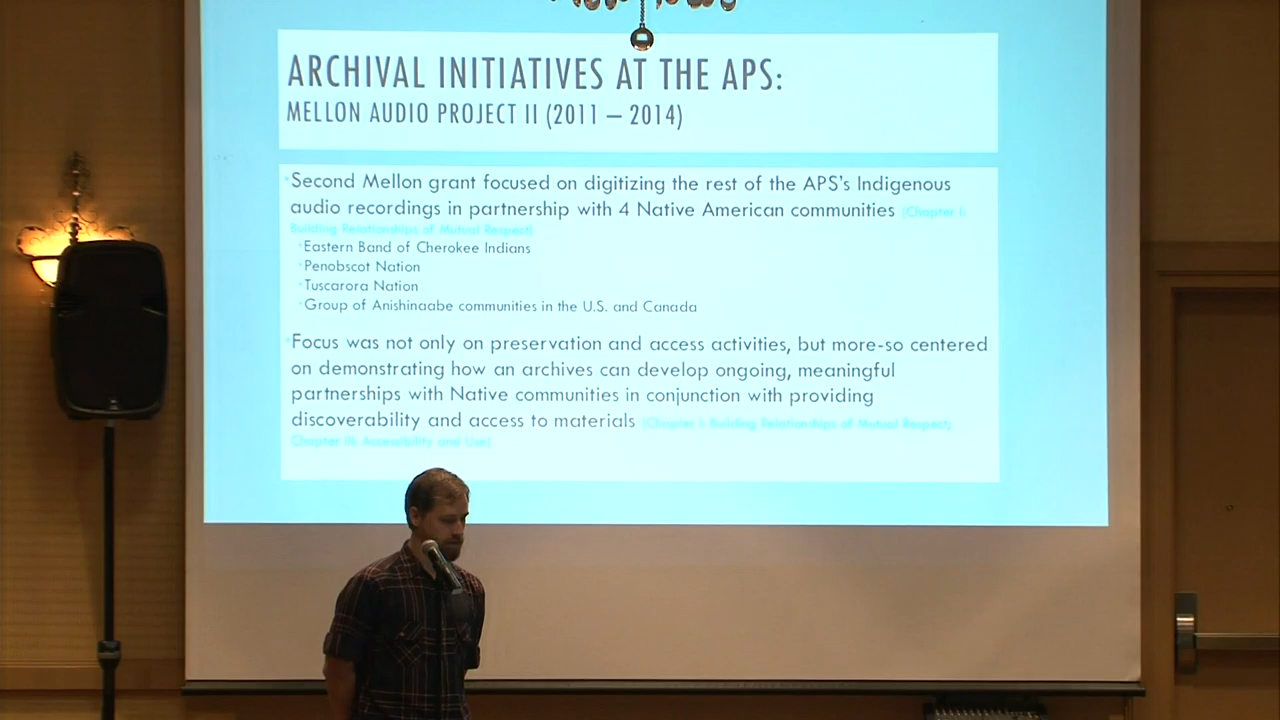 ARCHIVAL INITIATIVES AT THE APS:
MELLON AUDIO PROJECT II (2011 – 2014)
Second Mellon grant focused on digitizing the rest of the APS's Indigenous
audio recordings in partnership with 4 Native American communities (Chapter I:
Building Relationships of Mutual Respect)
Eastern Band of Cherokee Indians
Penobscot Nation
Tuscarora Nation
Group of Anishinaabe communities in the U.S. and Canada
Focus was not only on preservation and access activities, but more-so centered
on demonstrating how an archives can develop ongoing, meaningful
partnerships with Native communities in conjunction with providing
discoverability and access to materials (Chapter I: Building Relationships of Mutual Respect;
Chapter III: Accessibility and Use)